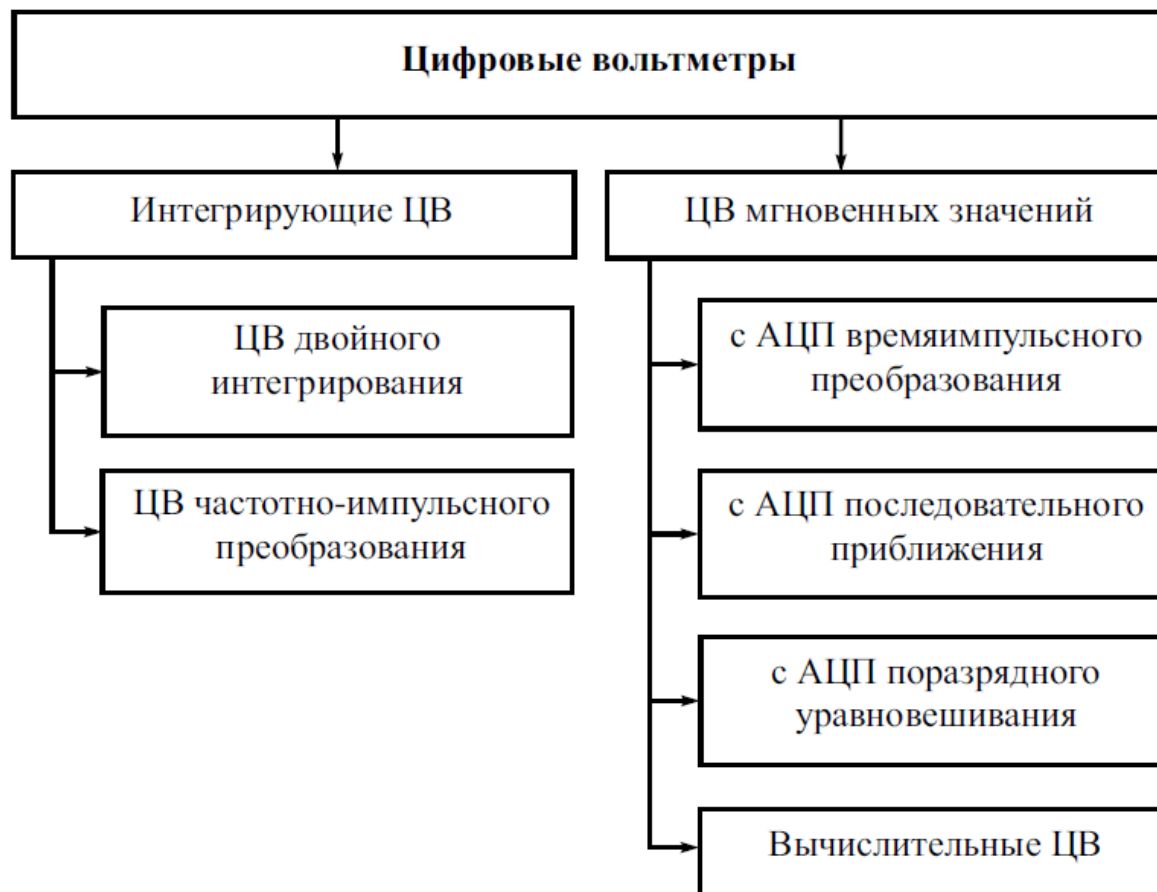 Цифровые вольтметры
Интегрирующие ЦВ
ЦВ двойного
интегрирования
ЦВ частотно-импульсного
преобразования
ЦВ мгновенных значений
с АЦП времяимпульсного
преобразования
с АЦП последовательного
приближения
с АЦП поразрядного
уравновешивания
Вычислительные ЦВ